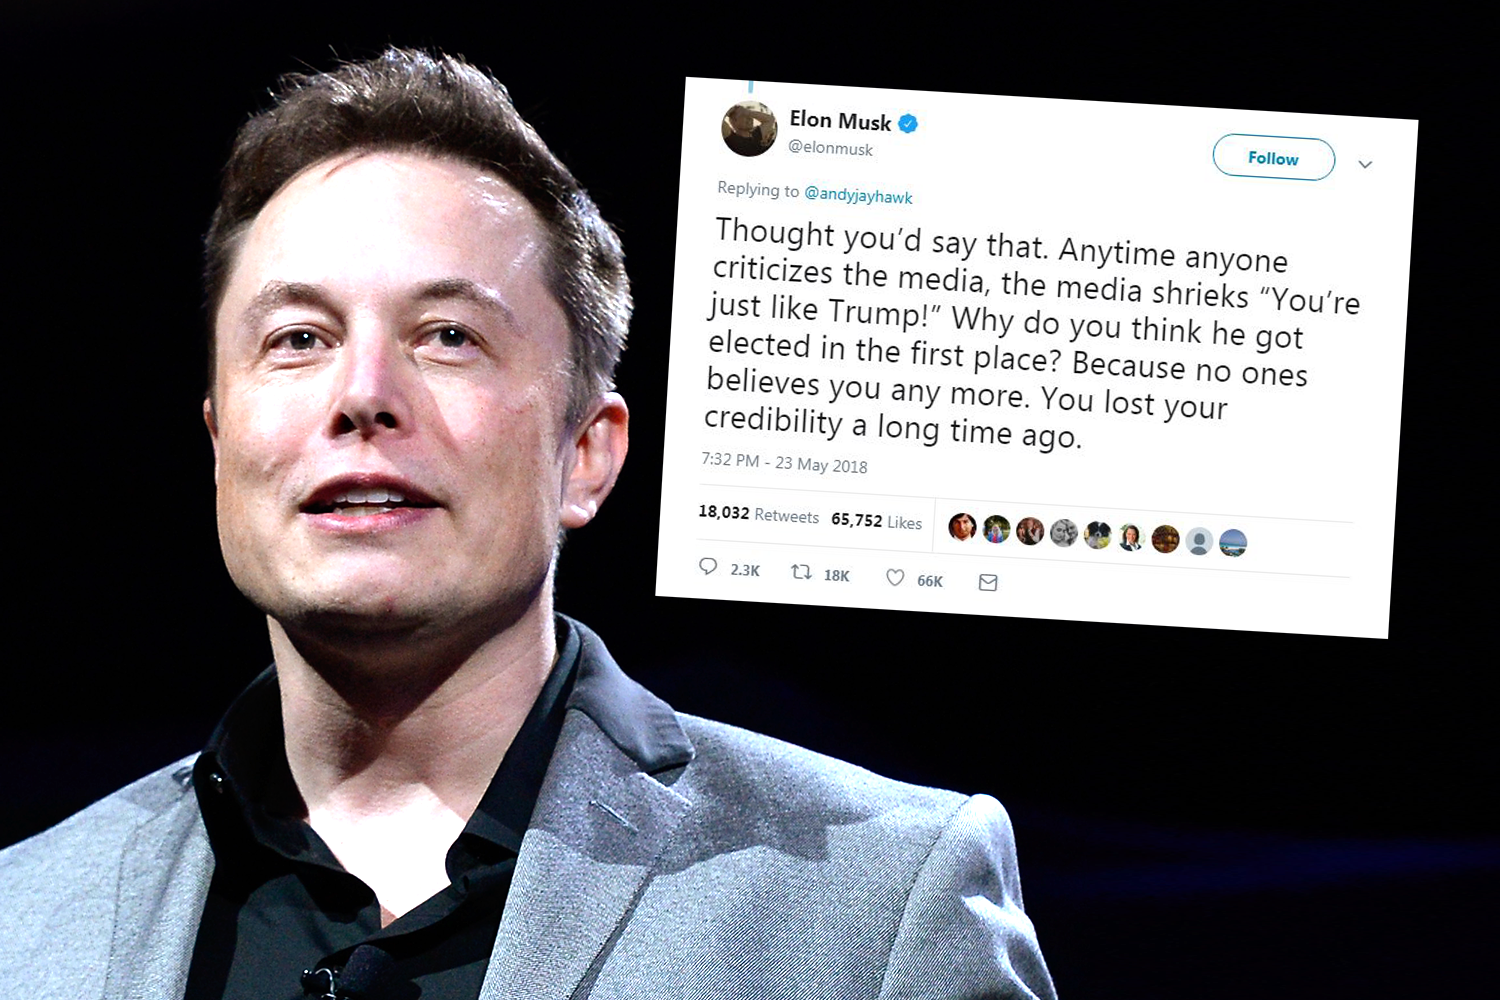 Elon Musk
@elonmusk
Follow
Replying to @andyjayhawk
Thought you’d say that. Anytime anyone
criticizes the media, the media shrieks “You’re
just like Trump!” Why do you think he got
elected in the first place? Because no ones
believes you any more. You lost your
credibility a long time ago.
7:32 PM - 23 May 2018
18,032 Retweets 65,752 Likes
2.3K 18K 66K